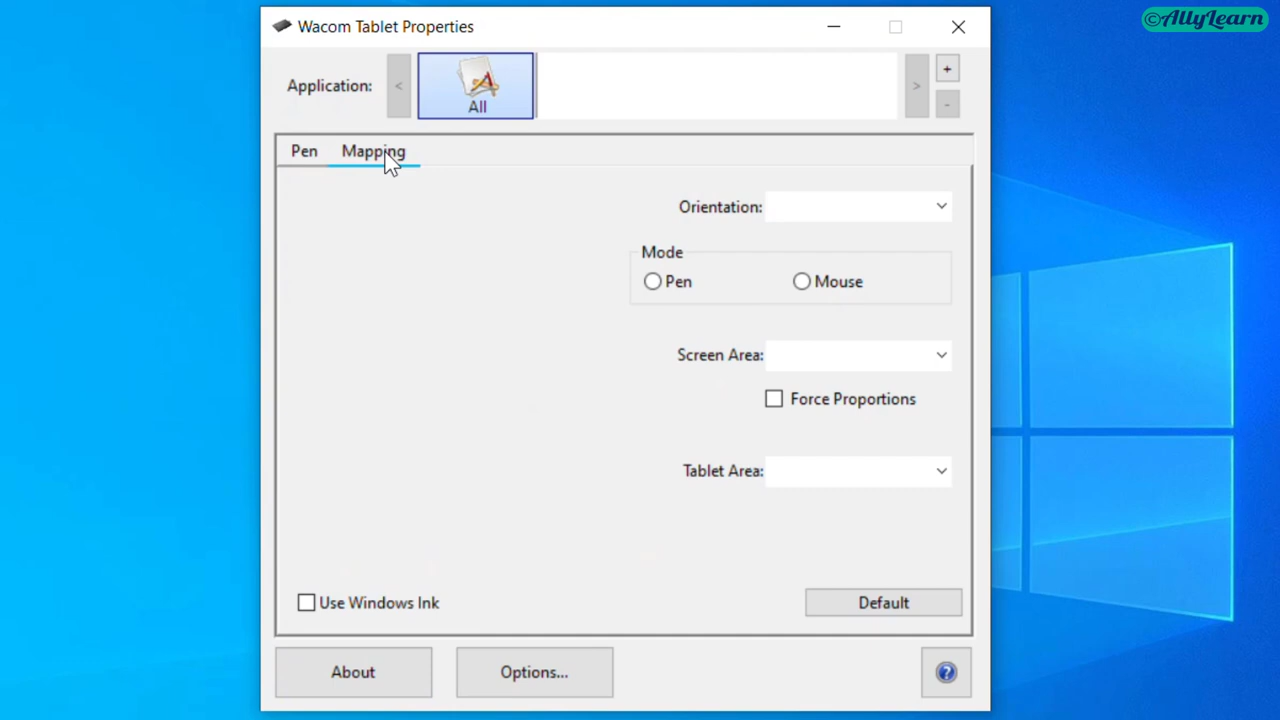 ©AllyLearn
Wacom Tablet Properties
Application:
<
All
>
+
-
Pen
Mapping
Orientation:
Mode
Pen
Mouse
Screen Area:
Force Proportions
Tablet Area:
Use Windows Ink
Default
About
Options...
?